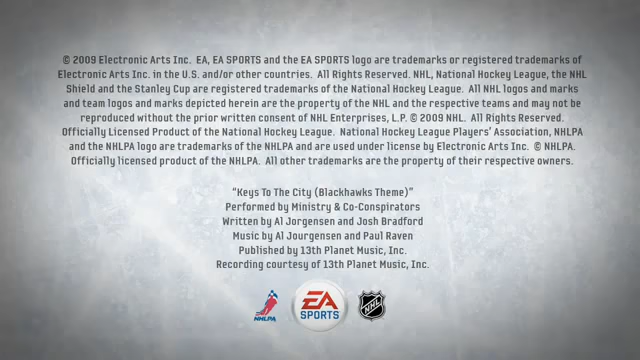 © 2009 Electronic Arts Inc. EA, EA SPORTS and the EA SPORTS logo are trademarks or registered trademarks of
Electronic Arts Inc. in the U.S. and/or other countries. All Rights Reserved. NHL, National Hockey League, the NHL
Shield and the Stanley Cup are registered trademarks of the National Hockey League. All NHL logos and marks
and team logos and marks depicted herein are the property of the NHL and the respective teams and may not be
reproduced without the prior written consent of NHL Enterprises, L.P. © 2009 NHL. All Rights Reserved.
Officially Licensed Product of the National Hockey League. National Hockey League Players' Association, NHLPA
and the NHLPA logo are trademarks of the NHLPA and are used under license by Electronic Arts Inc. © NHLPA.
Officially licensed product of the NHLPA. All other trademarks are the property of their respective owners.
"Keys To The City (Blackhawks Theme)"
Performed by Ministry & Co-Conspirators
Written by Al Jorgensen and Josh Bradford
Music by Al Jourgensen and Paul Raven
Published by 13th Planet Music, Inc.
Recording courtesy of 13th Planet Music, Inc.
NHLPA
EA SPORTS
NHL